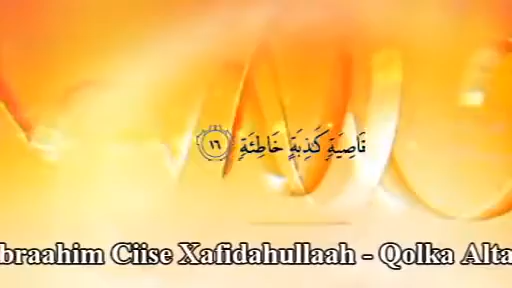 نَاصِيَةٍ كَٰذِبَةٍ خَاطِئَةٍ ١٦
braahim Ciise Xafidahullaah - Qolka Alta